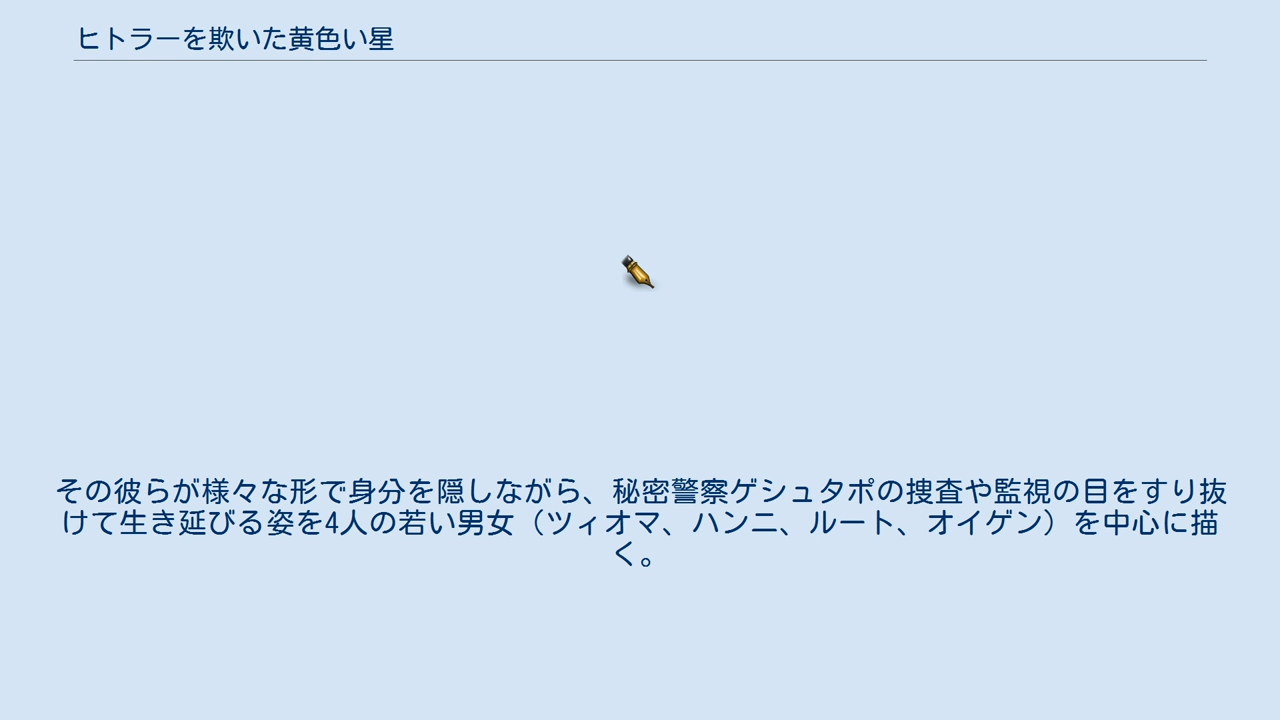 ヒトラーを欺いた黄色い星
その彼らが様々な形で身分を隠しながら、秘密警察ゲシュタポの捜査や監視の目をすり抜
けて生き延びる姿を4人の若い男女（ツィオマ、ハンニ、ルート、オイゲン）を中心に描
く。